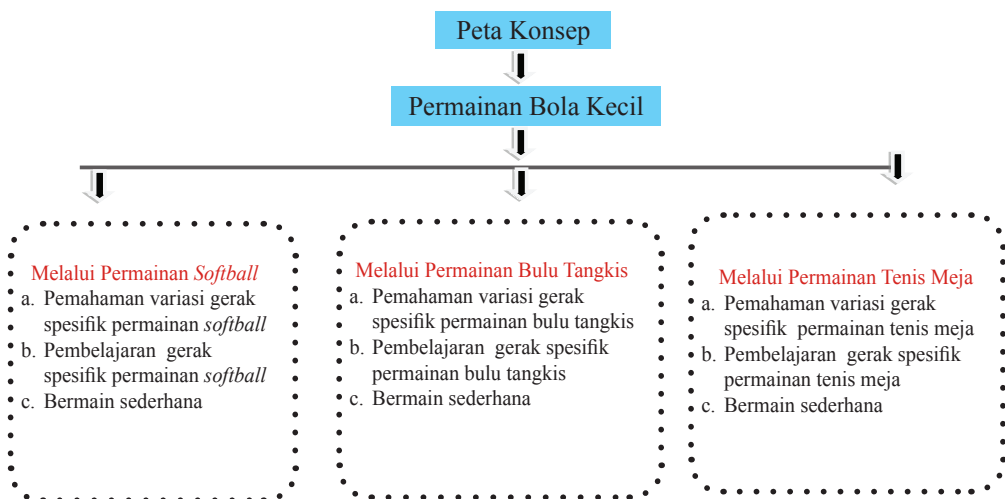 Peta Konsep
Permainan Bola Kecil
Melalui Permainan Softball
a. Pemahaman variasi gerak
spesifik permainan softball
b. Pembelajaran gerak
spesifik permainan softball
c. Bermain sederhana
Melalui Permainan Bulu Tangkis
a. Pemahaman variasi gerak
spesifik permainan bulu tangkis
b. Pembelajaran gerak spesifik
permainan bulu tangkis
c. Bermain sederhana
Melalui Permainan Tenis Meja
a. Pemahaman variasi gerak
spesifik permainan tenis meja
b. Pembelajaran gerak spesifik
permainan tenis meja
c. Bermain sederhana